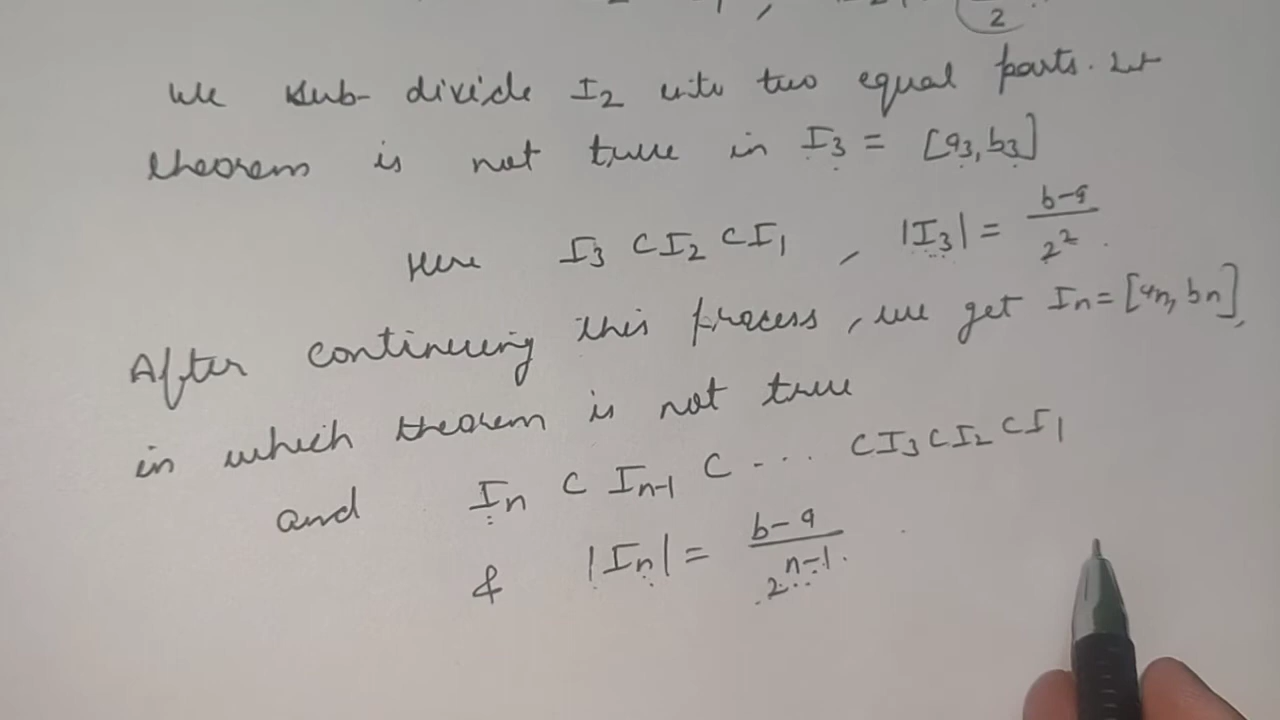 2
We sub-divide I₂ into two equal parts. Let
theorem is not true in I₃ = [a₃, b₃]
Here I₃ ⊂ I₂ ⊂ I₁ , |I₃| = (b-a)/2² .
After continuing this process, we get Iₙ = [aₙ, bₙ],
in which theorem is not true
and Iₙ ⊂ Iₙ₋₁ ⊂ ... ⊂ I₃ ⊂ I₂ ⊂ I₁
& |Iₙ| = (b-a)/2ⁿ⁻¹ .